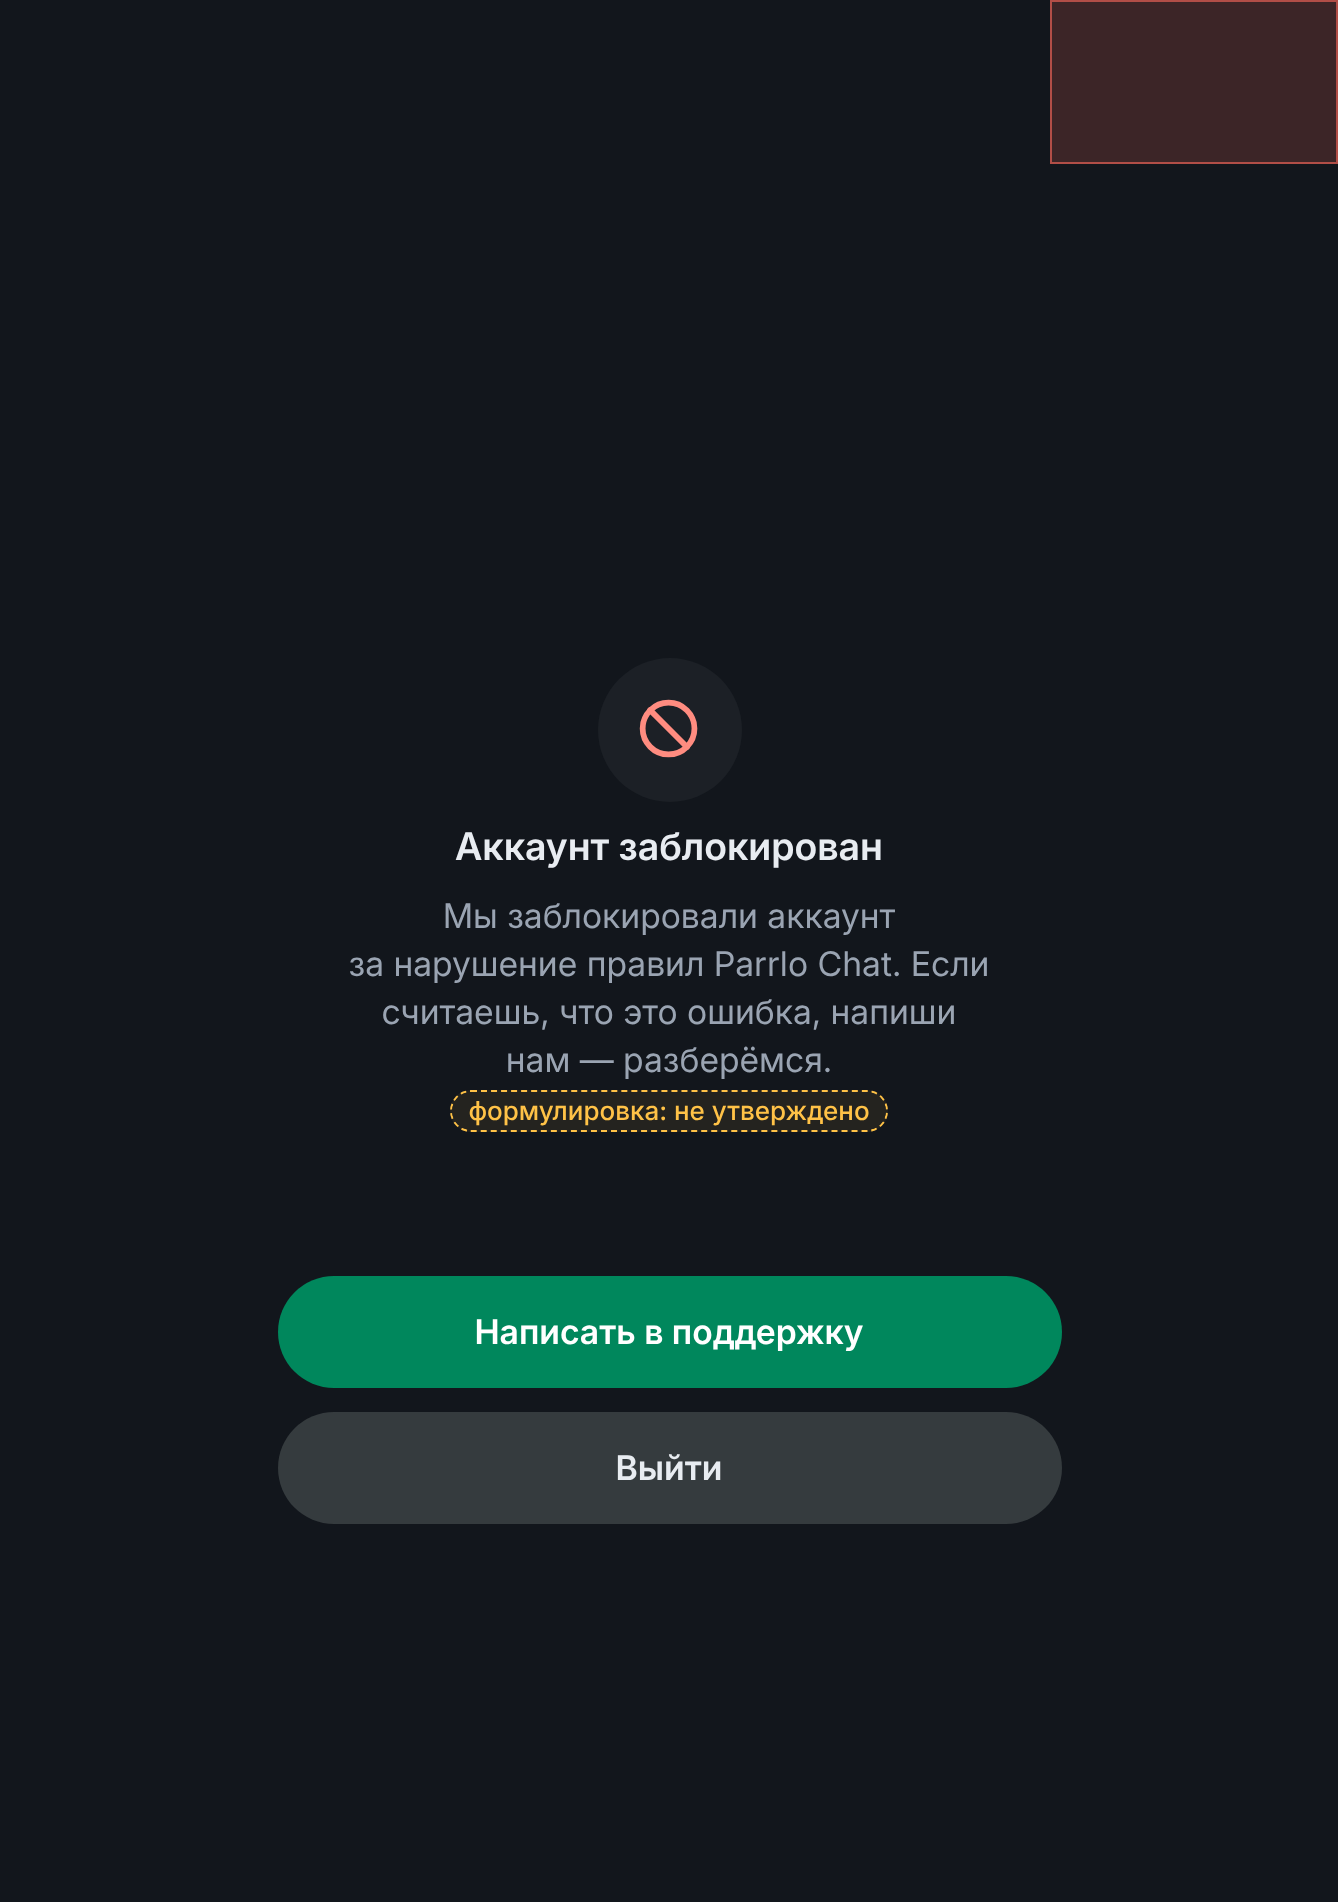 Аккаунт заблокирован
Мы заблокировали аккаунт
за нарушение правил Parrlo Chat. Если
считаешь, что это ошибка, напиши
нам — разберёмся.
формулировка: не утверждено
Написать в поддержку
Выйти